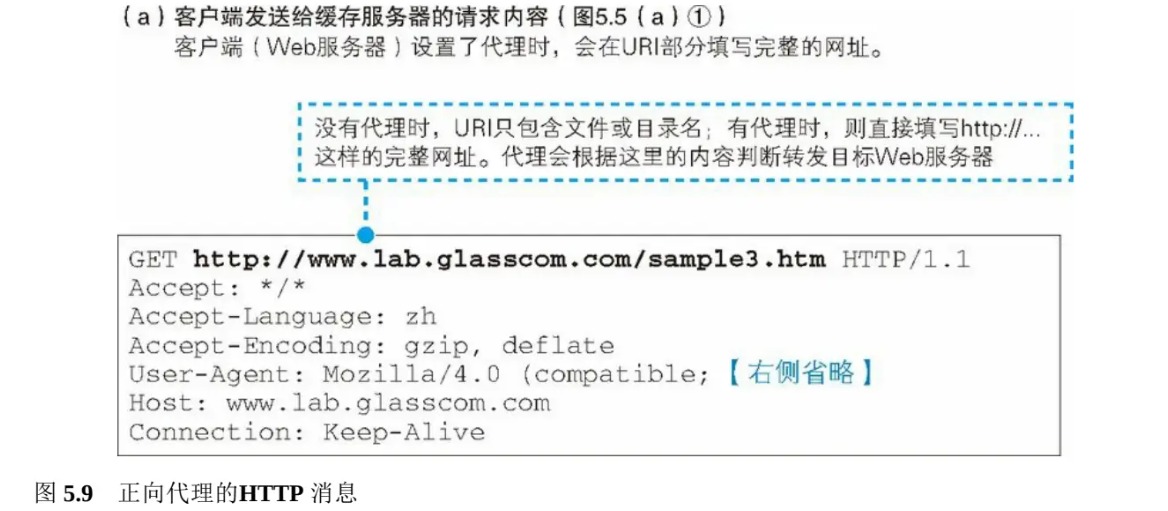 (a)客户端发送给缓存服务器的请求内容(图5.5(a)①)
客户端(Web服务器)设置了代理时，会在URI部分填写完整的网址。
没有代理时，URI只包含文件或目录名；有代理时，则直接填写http://...
这样的完整网址。代理会根据这里的内容判断转发目标Web服务器
GET http://www.lab.glasscom.com/sample3.htm HTTP/1.1
Accept: */*
Accept-Language: zh
Accept-Encoding: gzip, deflate
User-Agent: Mozilla/4.0 (compatible;【右侧省略】
Host: www.lab.glasscom.com
Connection: Keep-Alive
图 5.9 正向代理的HTTP 消息